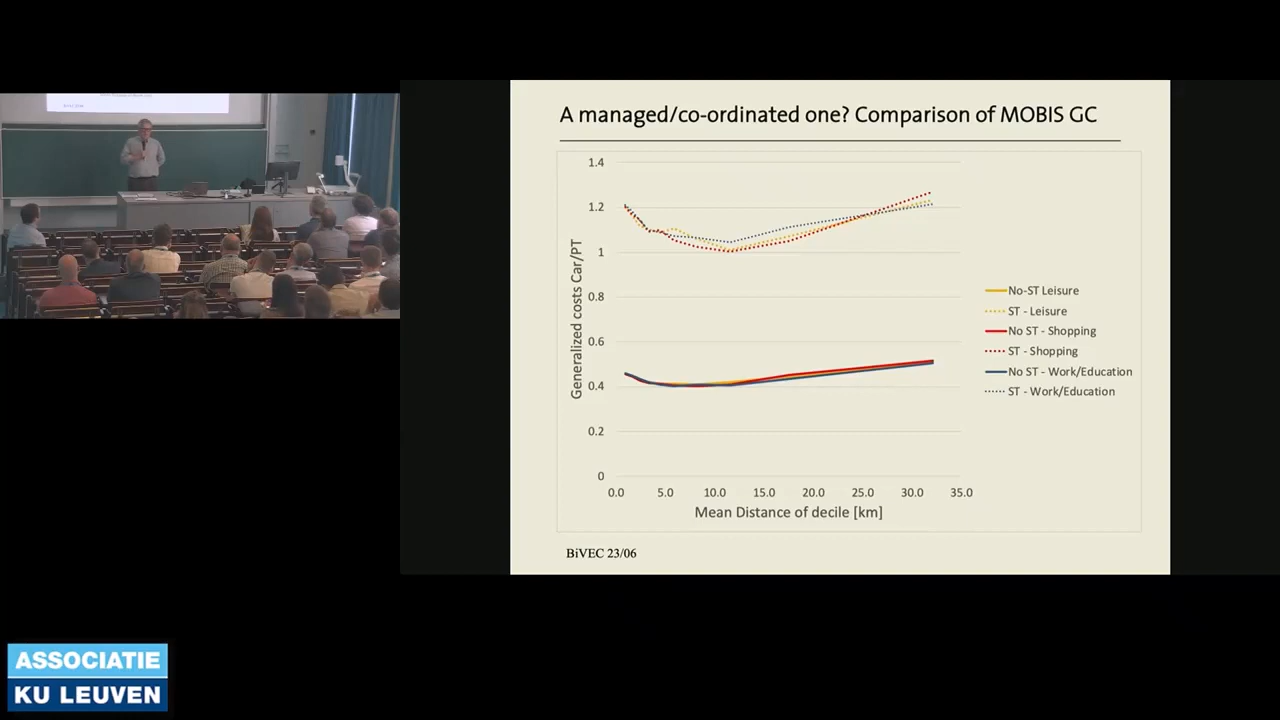 A managed/co-ordinated one? Comparison of MOBIS GC
1.4
1.2
1
0.8
0.6
0.4
0.2
0
Generalized costs Car/PT
0.0 5.0 10.0 15.0 20.0 25.0 30.0 35.0
Mean Distance of decile [km]
No-ST Leisure
ST - Leisure
No ST - Shopping
ST - Shopping
No ST - Work/Education
ST - Work/Education
BiVEC 23/06
ASSOCIATIE
KU LEUVEN